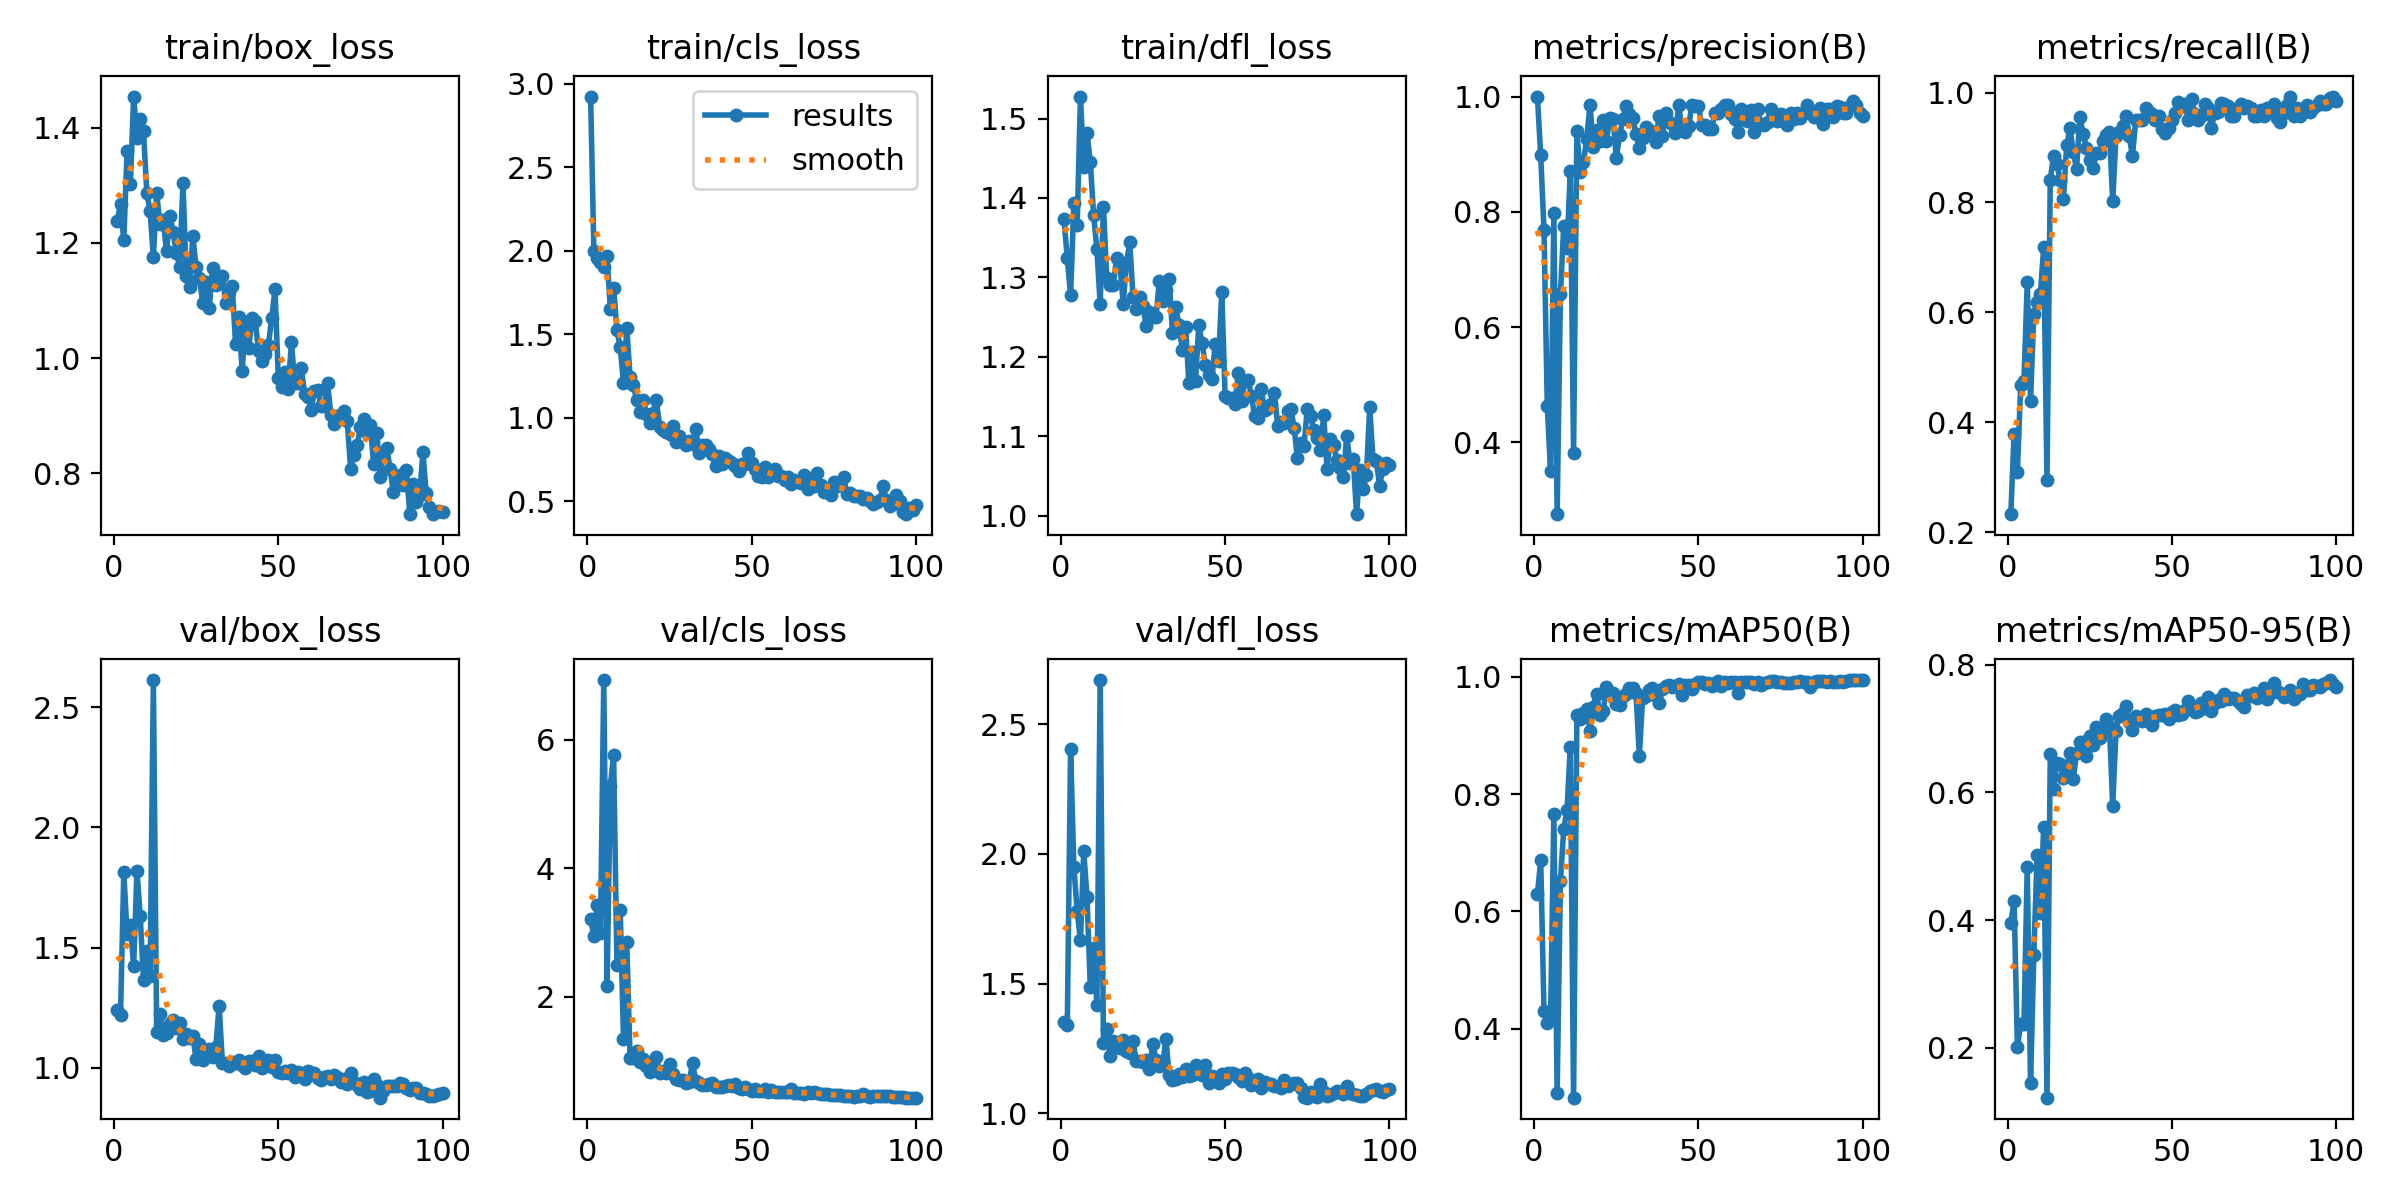 train/box_loss
1.4
1.2
1.0
0.8
0 50 100
train/cls_loss
3.0
2.5
2.0
1.5
1.0
0.5
0 50 100
results
smooth
train/dfl_loss
1.5
1.4
1.3
1.2
1.1
1.0
0 50 100
metrics/precision(B)
1.0
0.8
0.6
0.4
0 50 100
metrics/recall(B)
1.0
0.8
0.6
0.4
0.2
0 50 100
val/box_loss
2.5
2.0
1.5
1.0
0 50 100
val/cls_loss
6
4
2
0 50 100
val/dfl_loss
2.5
2.0
1.5
1.0
0 50 100
metrics/mAP50(B)
1.0
0.8
0.6
0.4
0 50 100
metrics/mAP50-95(B)
0.8
0.6
0.4
0.2
0 50 100